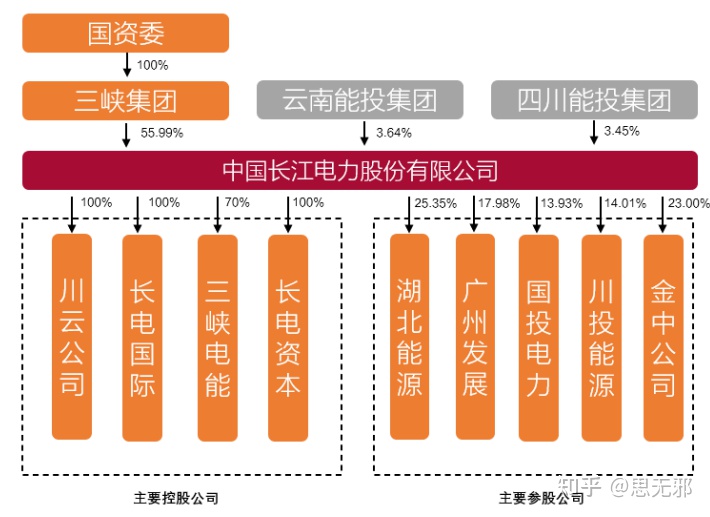 国资委
100%
三峡集团
云南能投集团
四川能投集团
55.99%
3.64%
3.45%
中国长江电力股份有限公司
100%
100%
70%
100%
25.35%
17.98%
13.93%
14.01%
23.00%
川云公司
长电国际
三峡电能
长电资本
湖北能源
广州发展
国投电力
川投能源
金中公司
主要控股公司
主要参股公司
知乎 @思无邪